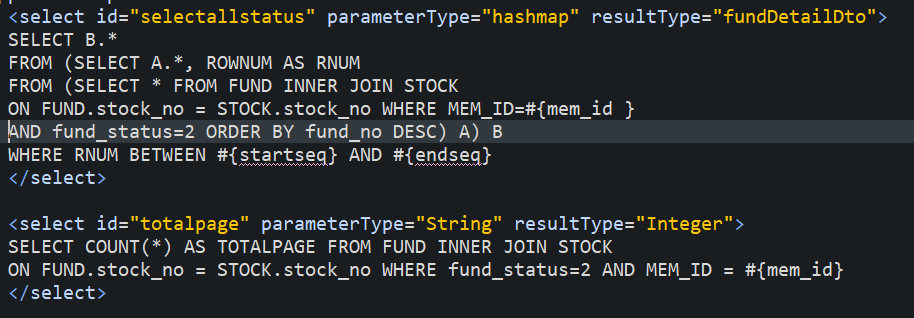 <select id="selectallstatus" parameterType="hashmap" resultType="fundDetailDto">
SELECT B.*
FROM (SELECT A.*, ROWNUM AS RNUM
FROM (SELECT * FROM FUND INNER JOIN STOCK
ON FUND.stock_no = STOCK.stock_no WHERE MEM_ID=#{mem_id }
AND fund_status=2 ORDER BY fund_no DESC) A) B
WHERE RNUM BETWEEN #{startseq} AND #{endseq}
</select>
<select id="totalpage" parameterType="String" resultType="Integer">
SELECT COUNT(*) AS TOTALPAGE FROM FUND INNER JOIN STOCK
ON FUND.stock_no = STOCK.stock_no WHERE fund_status=2 AND MEM_ID = #{mem_id}
</select>